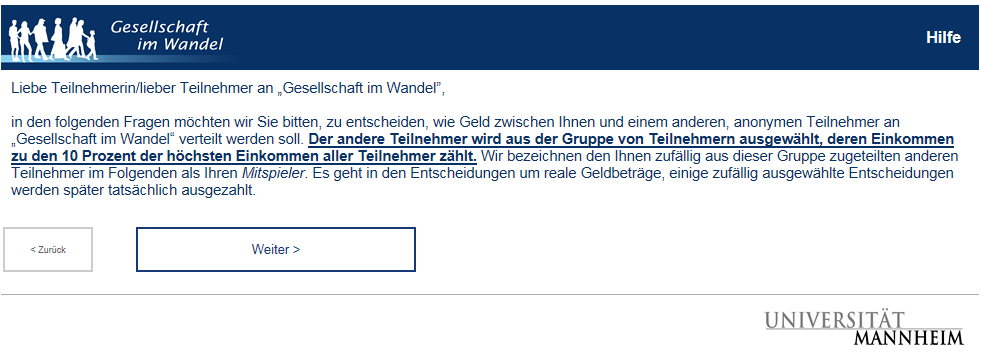 Gesellschaft
im Wandel
Hilfe
Liebe Teilnehmerin/lieber Teilnehmer an „Gesellschaft im Wandel”,
in den folgenden Fragen möchten wir Sie bitten, zu entscheiden, wie Geld zwischen Ihnen und einem anderen, anonymen Teilnehmer an
„Gesellschaft im Wandel“ verteilt werden soll. Der andere Teilnehmer wird aus der Gruppe von Teilnehmern ausgewählt, deren Einkommen
zu den 10 Prozent der höchsten Einkommen aller Teilnehmer zählt. Wir bezeichnen den Ihnen zufällig aus dieser Gruppe zugeteilten anderen
Teilnehmer im Folgenden als Ihren Mitspieler. Es geht in den Entscheidungen um reale Geldbeträge, einige zufällig ausgewählte Entscheidungen
werden später tatsächlich ausgezahlt.
< Zurück
Weiter >
UNIVERSITÄT
MANNHEIM